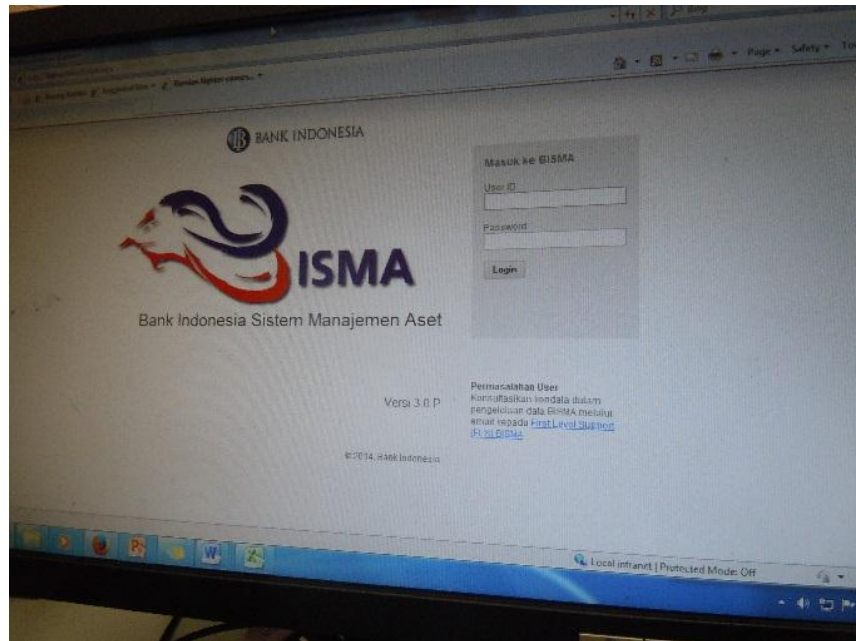 Page
Safety
BANK INDONESIA
BISMA
Bank Indonesia Sistem Manajemen Aset
Versi 3.0 P
© 2014, Bank Indonesia
Masuk ke BISMA
User ID
Password
Login
Permasalahan User
Konsultasikan kendala dalam
pengelolaan data BISMA melalui
email kepada First Level Support
(FLS) BISMA
Local intranet | Protected Mode: Off